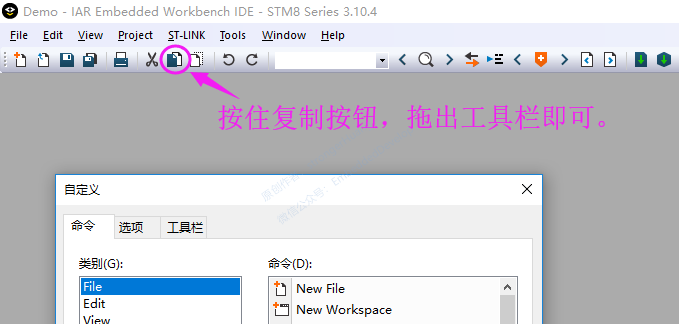 Demo - IAR Embedded Workbench IDE - STM8 Series 3.10.4
File Edit View Project ST-LINK Tools Window Help
按住复制按钮，拖出工具栏即可。
自定义
命令 选项 工具栏
类别(G): 命令(D):
File New File
Edit New Workspace
View